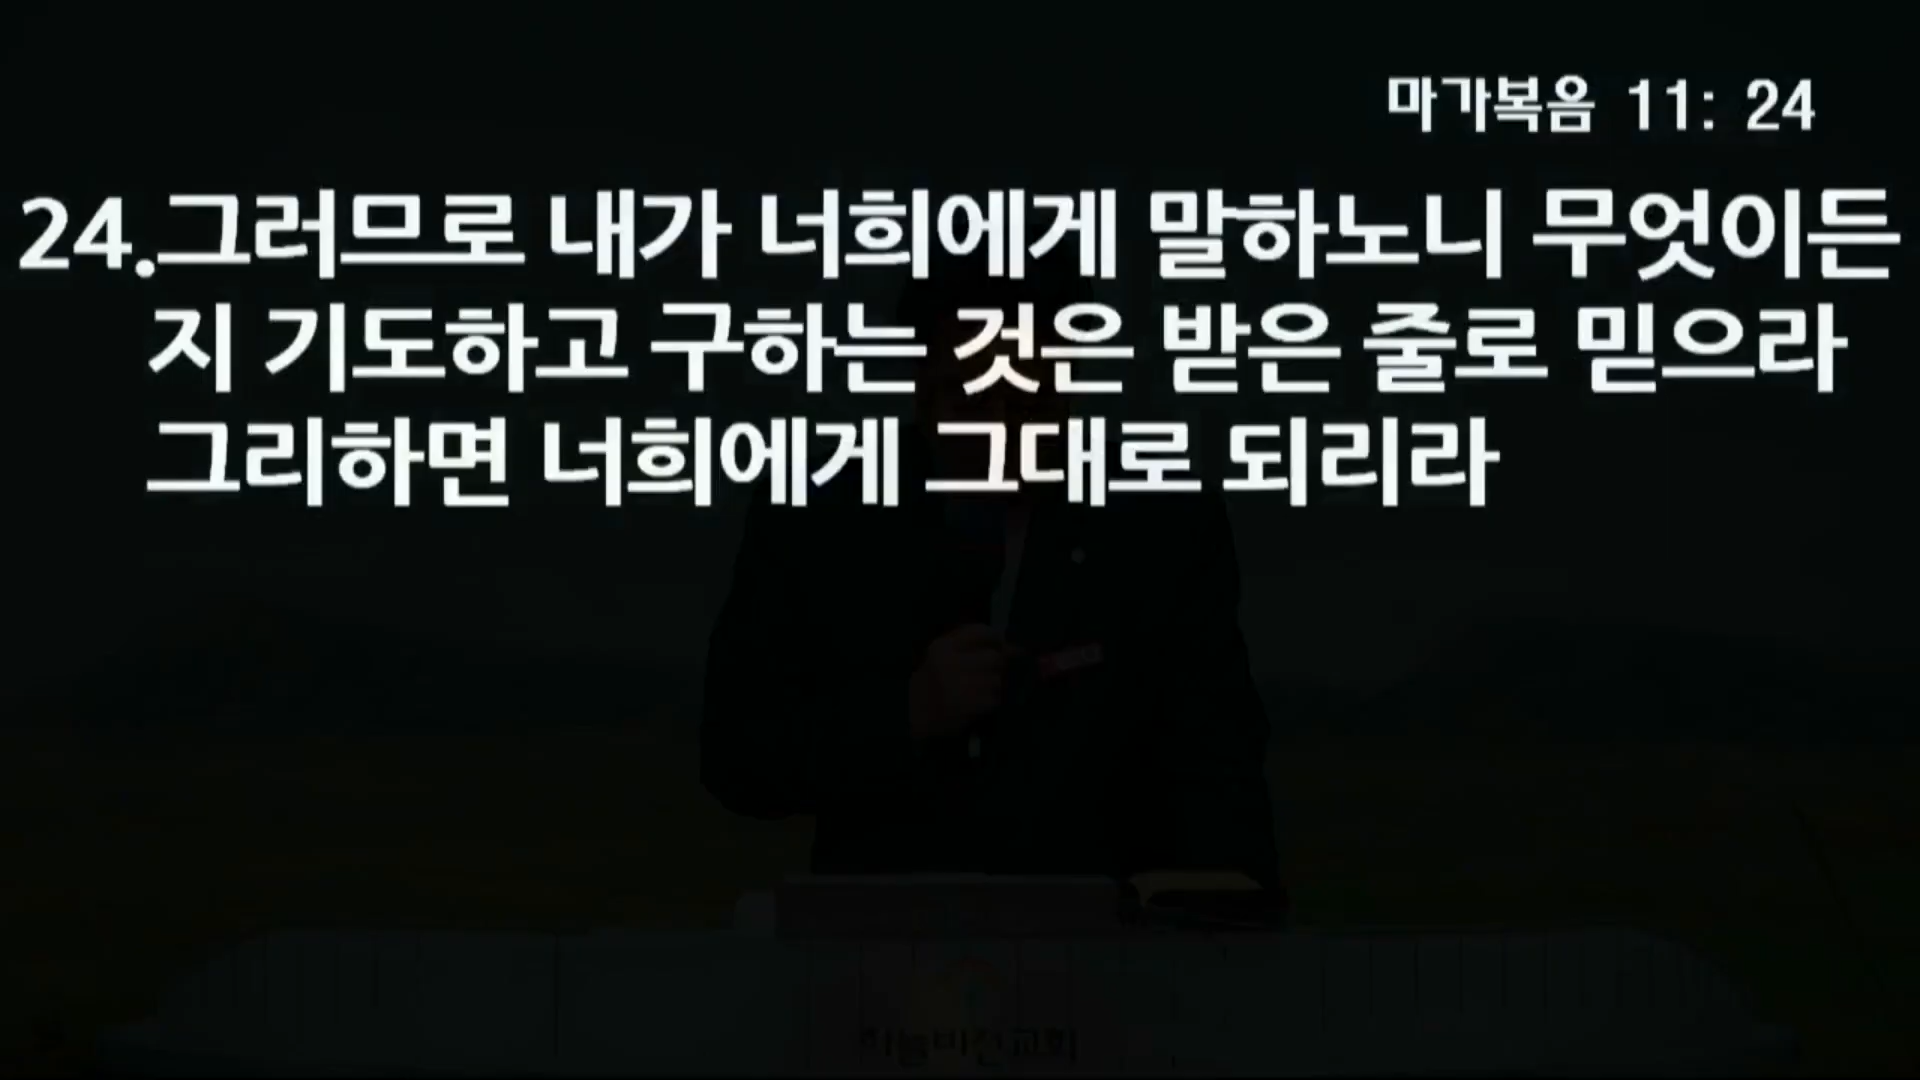 마가복음 11: 24
24.그러므로 내가 너희에게 말하노니 무엇이든
지 기도하고 구하는 것은 받은 줄로 믿으라
그리하면 너희에게 그대로 되리라